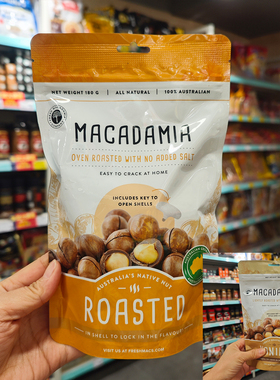 NET WEIGHT 180 G | ALL NATURAL | 100% AUSTRALIAN
MACADAMIA
OVEN ROASTED WITH NO ADDED SALT
EASY TO CRACK AT HOME
INCLUDES KEY TO
OPEN SHELLS
AUSTRALIA'S NATIVE NUT
ROASTED
IN SHELL TO LOCK IN THE FLAVOUR
MACADAM